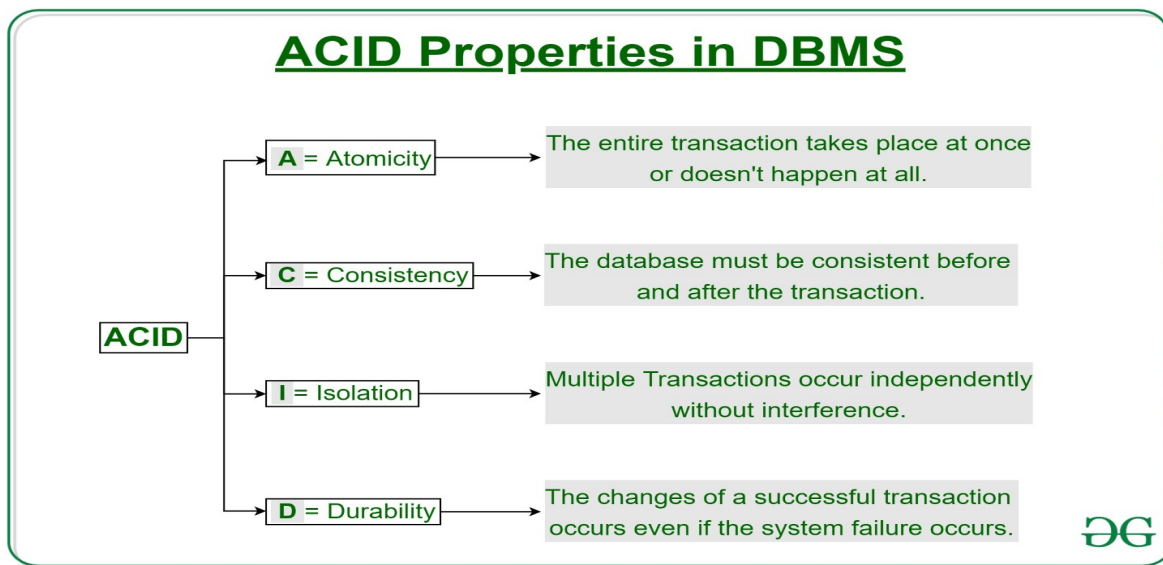 ACID Properties in DBMS
A = Atomicity
The entire transaction takes place at once
or doesn't happen at all.
C = Consistency
The database must be consistent before
and after the transaction.
ACID
I = Isolation
Multiple Transactions occur independently
without interference.
D = Durability
The changes of a successful transaction
occurs even if the system failure occurs.